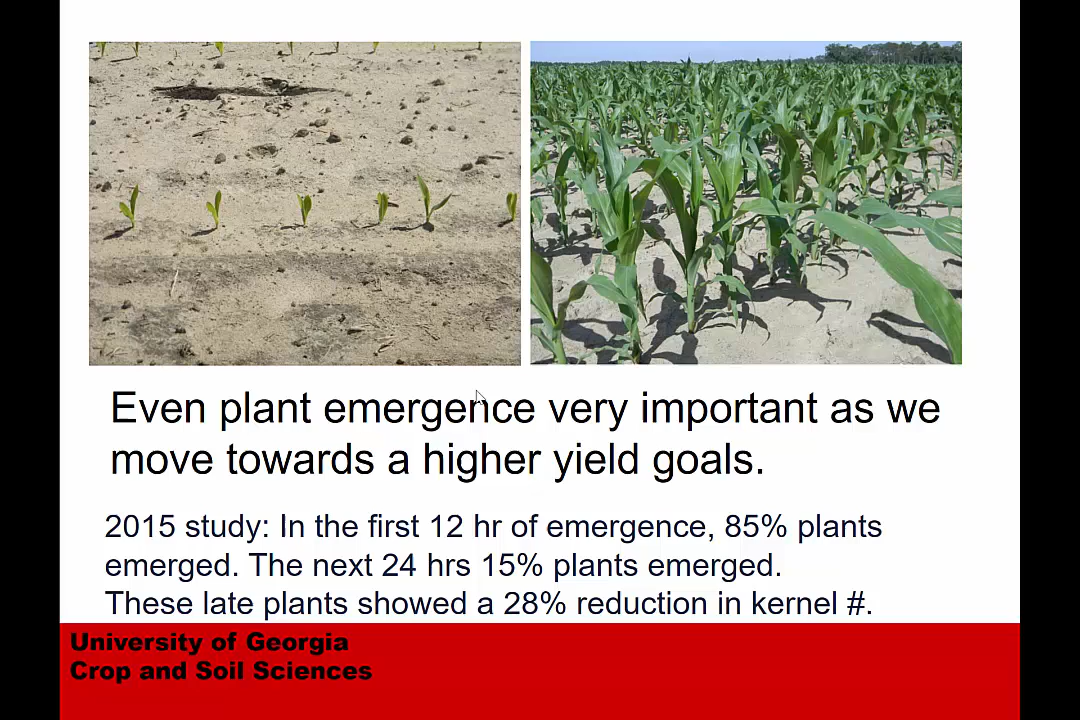 Even plant emergence very important as we
move towards a higher yield goals.
2015 study: In the first 12 hr of emergence, 85% plants
emerged. The next 24 hrs 15% plants emerged.
These late plants showed a 28% reduction in kernel #.
University of Georgia
Crop and Soil Sciences